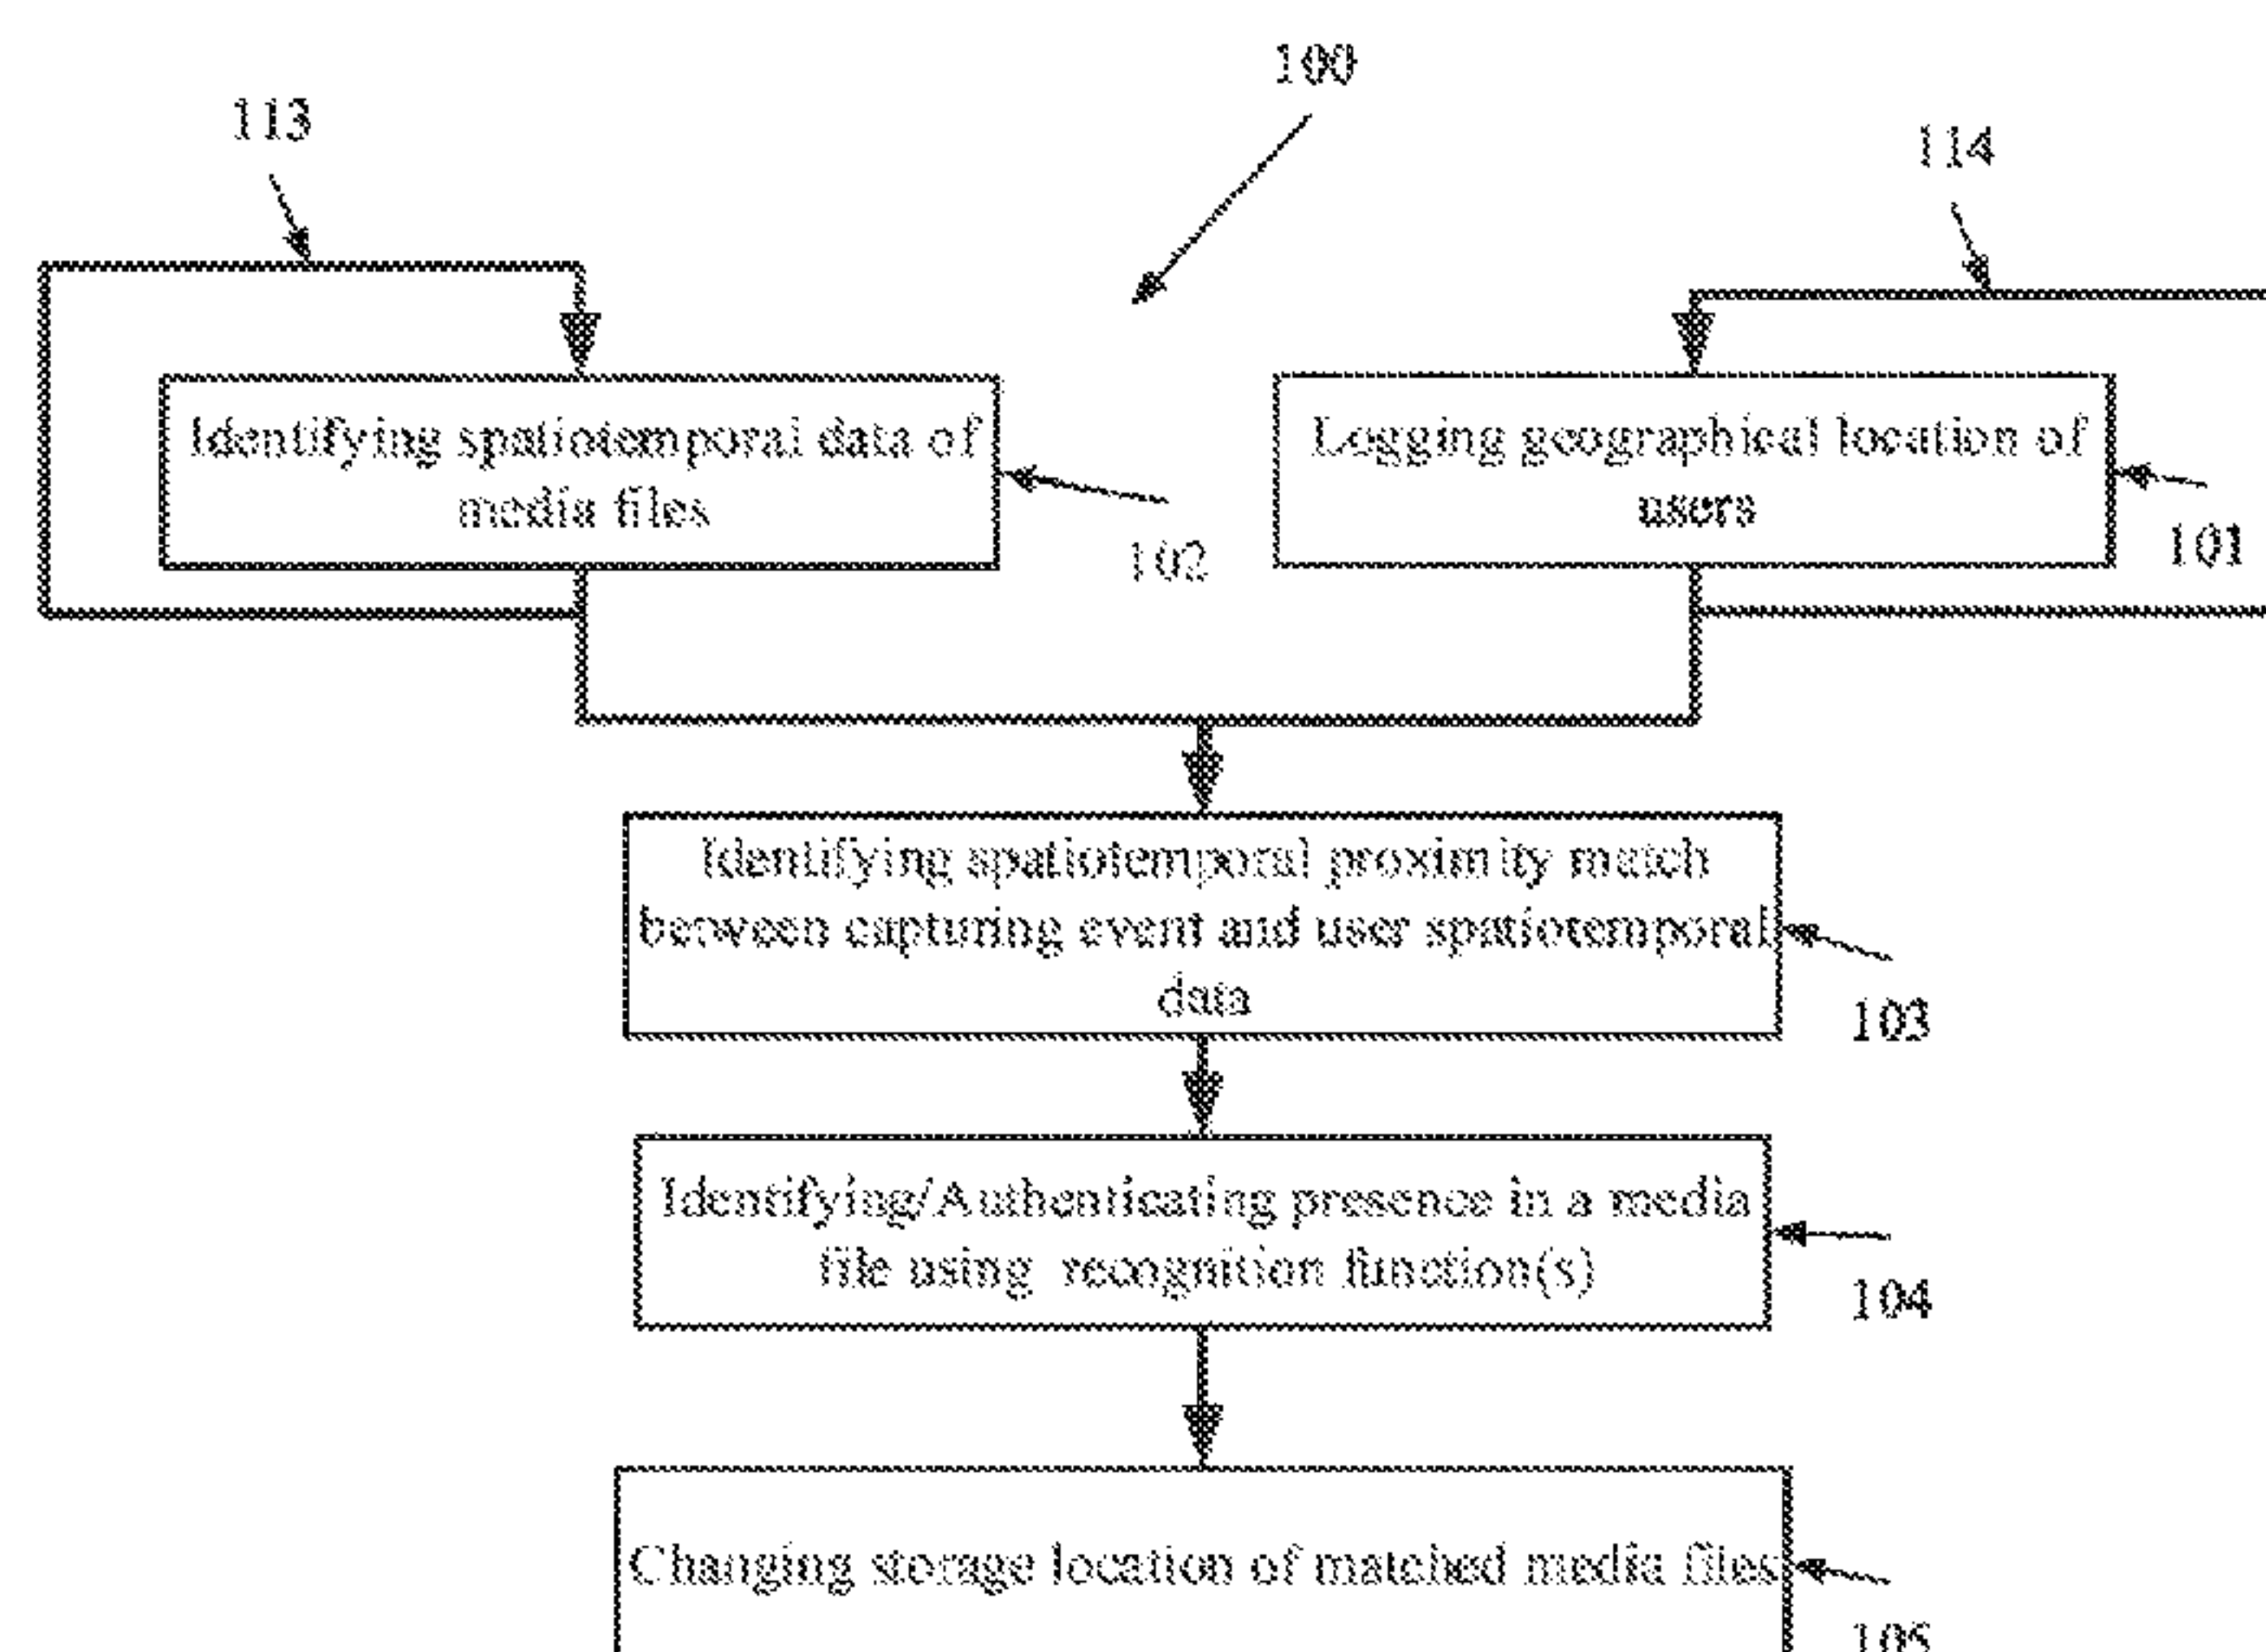 100
113
114
Identifying spatiotemporal data of
media files
102
Logging geographical location of
users
101
Identifying spatiotemporal proximity match
between capturing event and user spatiotemporal
data
103
Identifying/Authenticating presence in a media
file using recognition function(s)
104
Changing storage location of matched media files
105